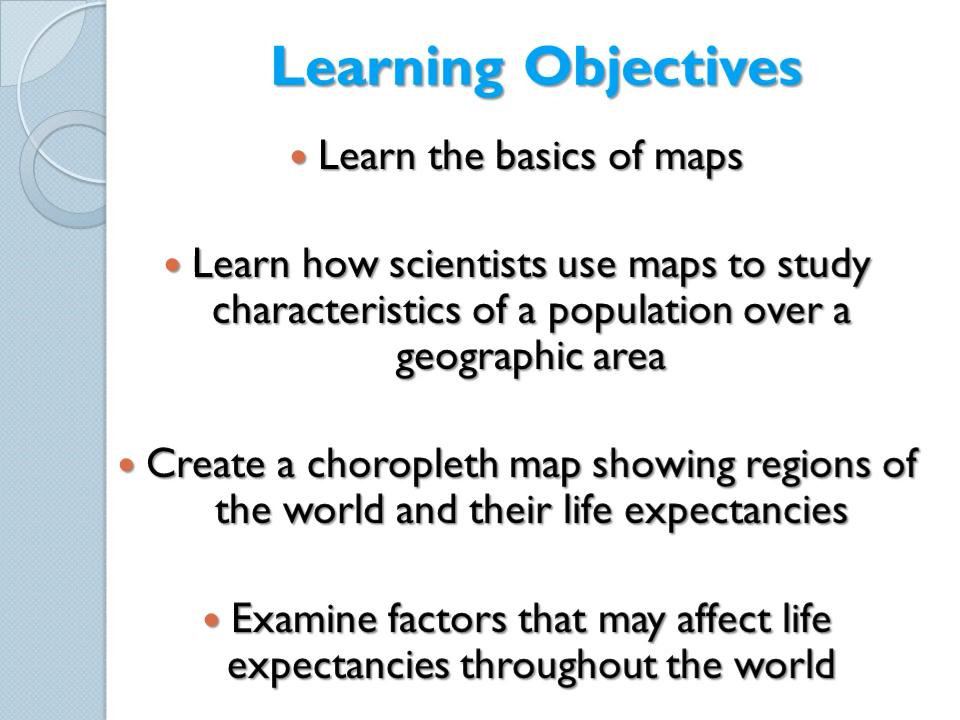 Learning Objectives
• Learn the basics of maps
• Learn how scientists use maps to study
characteristics of a population over a
geographic area
• Create a choropleth map showing regions of
the world and their life expectancies
• Examine factors that may affect life
expectancies throughout the world